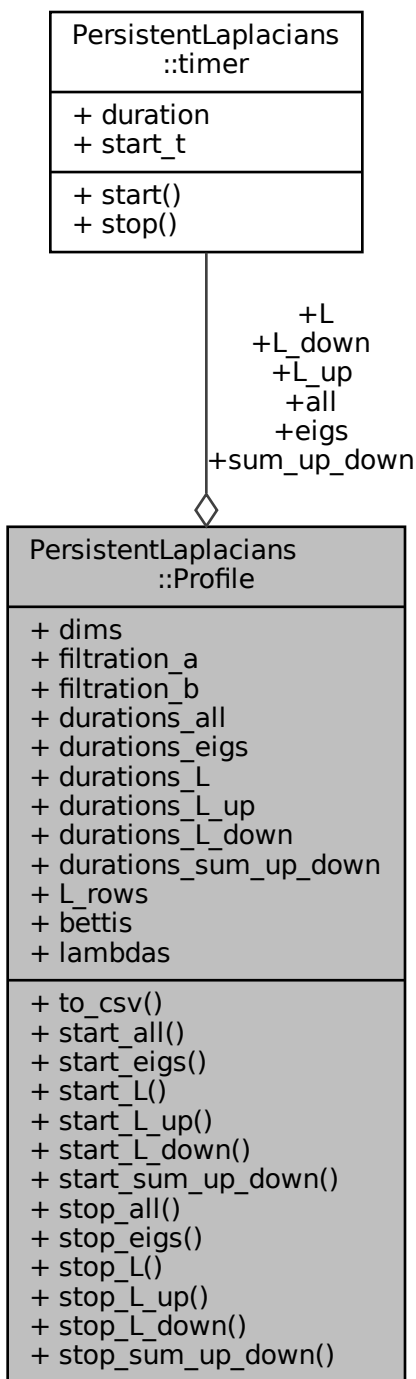 PersistentLaplacians
::timer
+ duration
+ start_t
+ start()
+ stop()
+L
+L_down
+L_up
+all
+eigs
+sum_up_down
PersistentLaplacians
::Profile
+ dims
+ filtration_a
+ filtration_b
+ durations_all
+ durations_eigs
+ durations_L
+ durations_L_up
+ durations_L_down
+ durations_sum_up_down
+ L_rows
+ bettis
+ lambdas
+ to_csv()
+ start_all()
+ start_eigs()
+ start_L()
+ start_L_up()
+ start_L_down()
+ start_sum_up_down()
+ stop_all()
+ stop_eigs()
+ stop_L()
+ stop_L_up()
+ stop_L_down()
+ stop_sum_up_down()